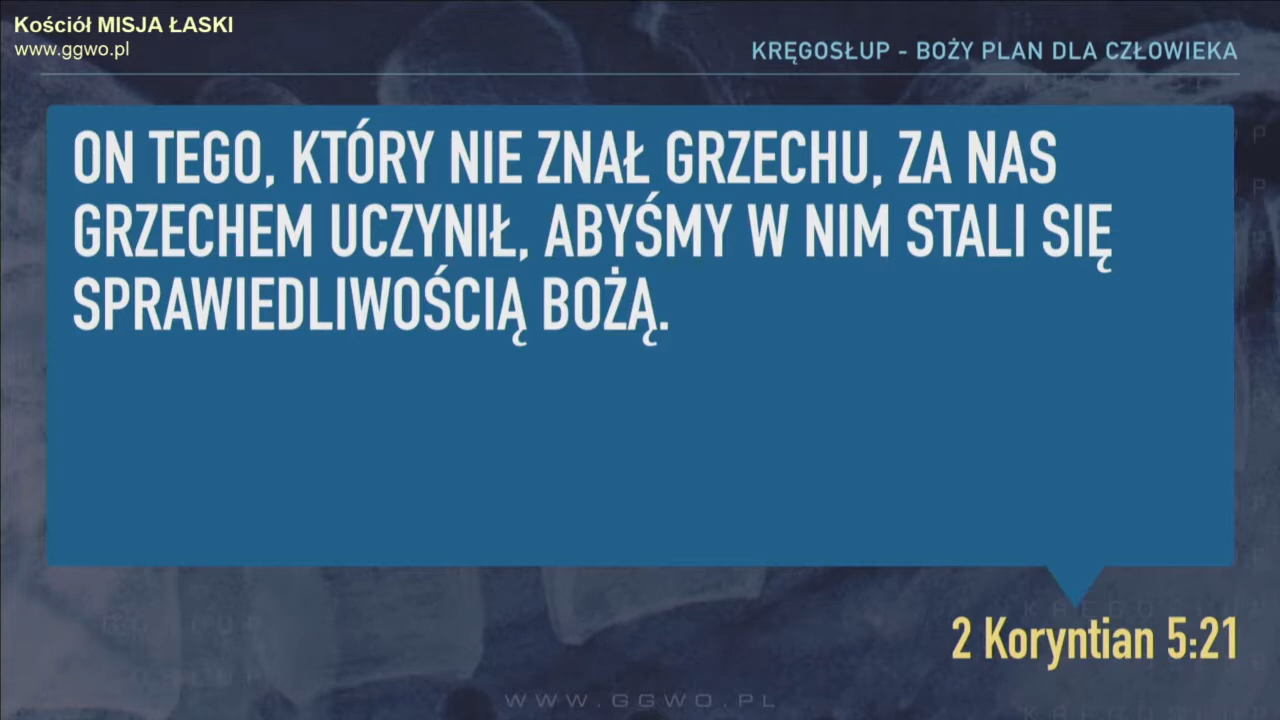 Kościół MISJA ŁASKI
www.ggwo.pl
KRĘGOSŁUP - BOŻY PLAN DLA CZŁOWIEKA
ON TEGO, KTÓRY NIE ZNAŁ GRZECHU, ZA NAS
GRZECHEM UCZYNIŁ, ABYŚMY W NIM STALI SIĘ
SPRAWIEDLIWOŚCIĄ BOŻĄ.
2 Koryntian 5:21
WWW.GGWO.PL